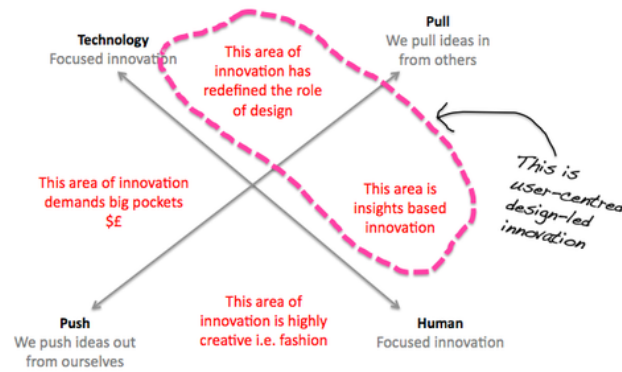 Technology
Focused innovation
This area of
innovation has
redefined the role
of design
Pull
We pull ideas in
from others
This is
user-centred
design-led
innovation
This area of innovation
demands big pockets
$£
This area is
insights based
innovation
This area of
innovation is highly
creative i.e. fashion
Push
We push ideas out
from ourselves
Human
Focused innovation